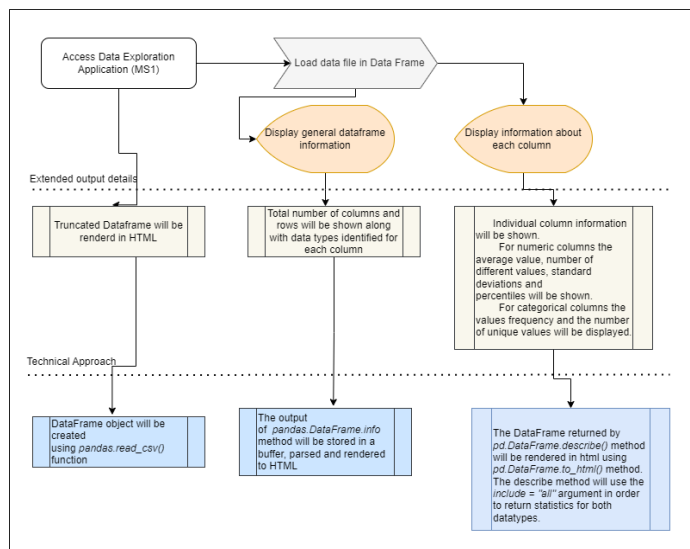 Access Data Exploration
Application (MS1)
Load data file in Data Frame
Display general dataframe
information
Display information about
each column
Extended output details
Truncated Dataframe will be
renderd in HTML
Total number of columns and
rows will be shown along
with data types identified for
each column
Individual column information
will be shown.
For numeric columns the
average value, number of
different values, standard
deviations and
percentiles will be shown.
For categorical columns the
values frequency and the number
of unique values will be displayed.
Technical Approach
DataFrame object will be
created
using pandas.read_csv()
function
The output
of pandas.DataFrame.info
method will be stored in a
buffer, parsed and rendered
to HTML
The DataFrame returned by
pd.DataFrame.describe() method
will be rendered in html using
pd.DataFrame.to_html() method.
The describe method will use the
include = "all" argument in order
to return statistics for both
datatypes.